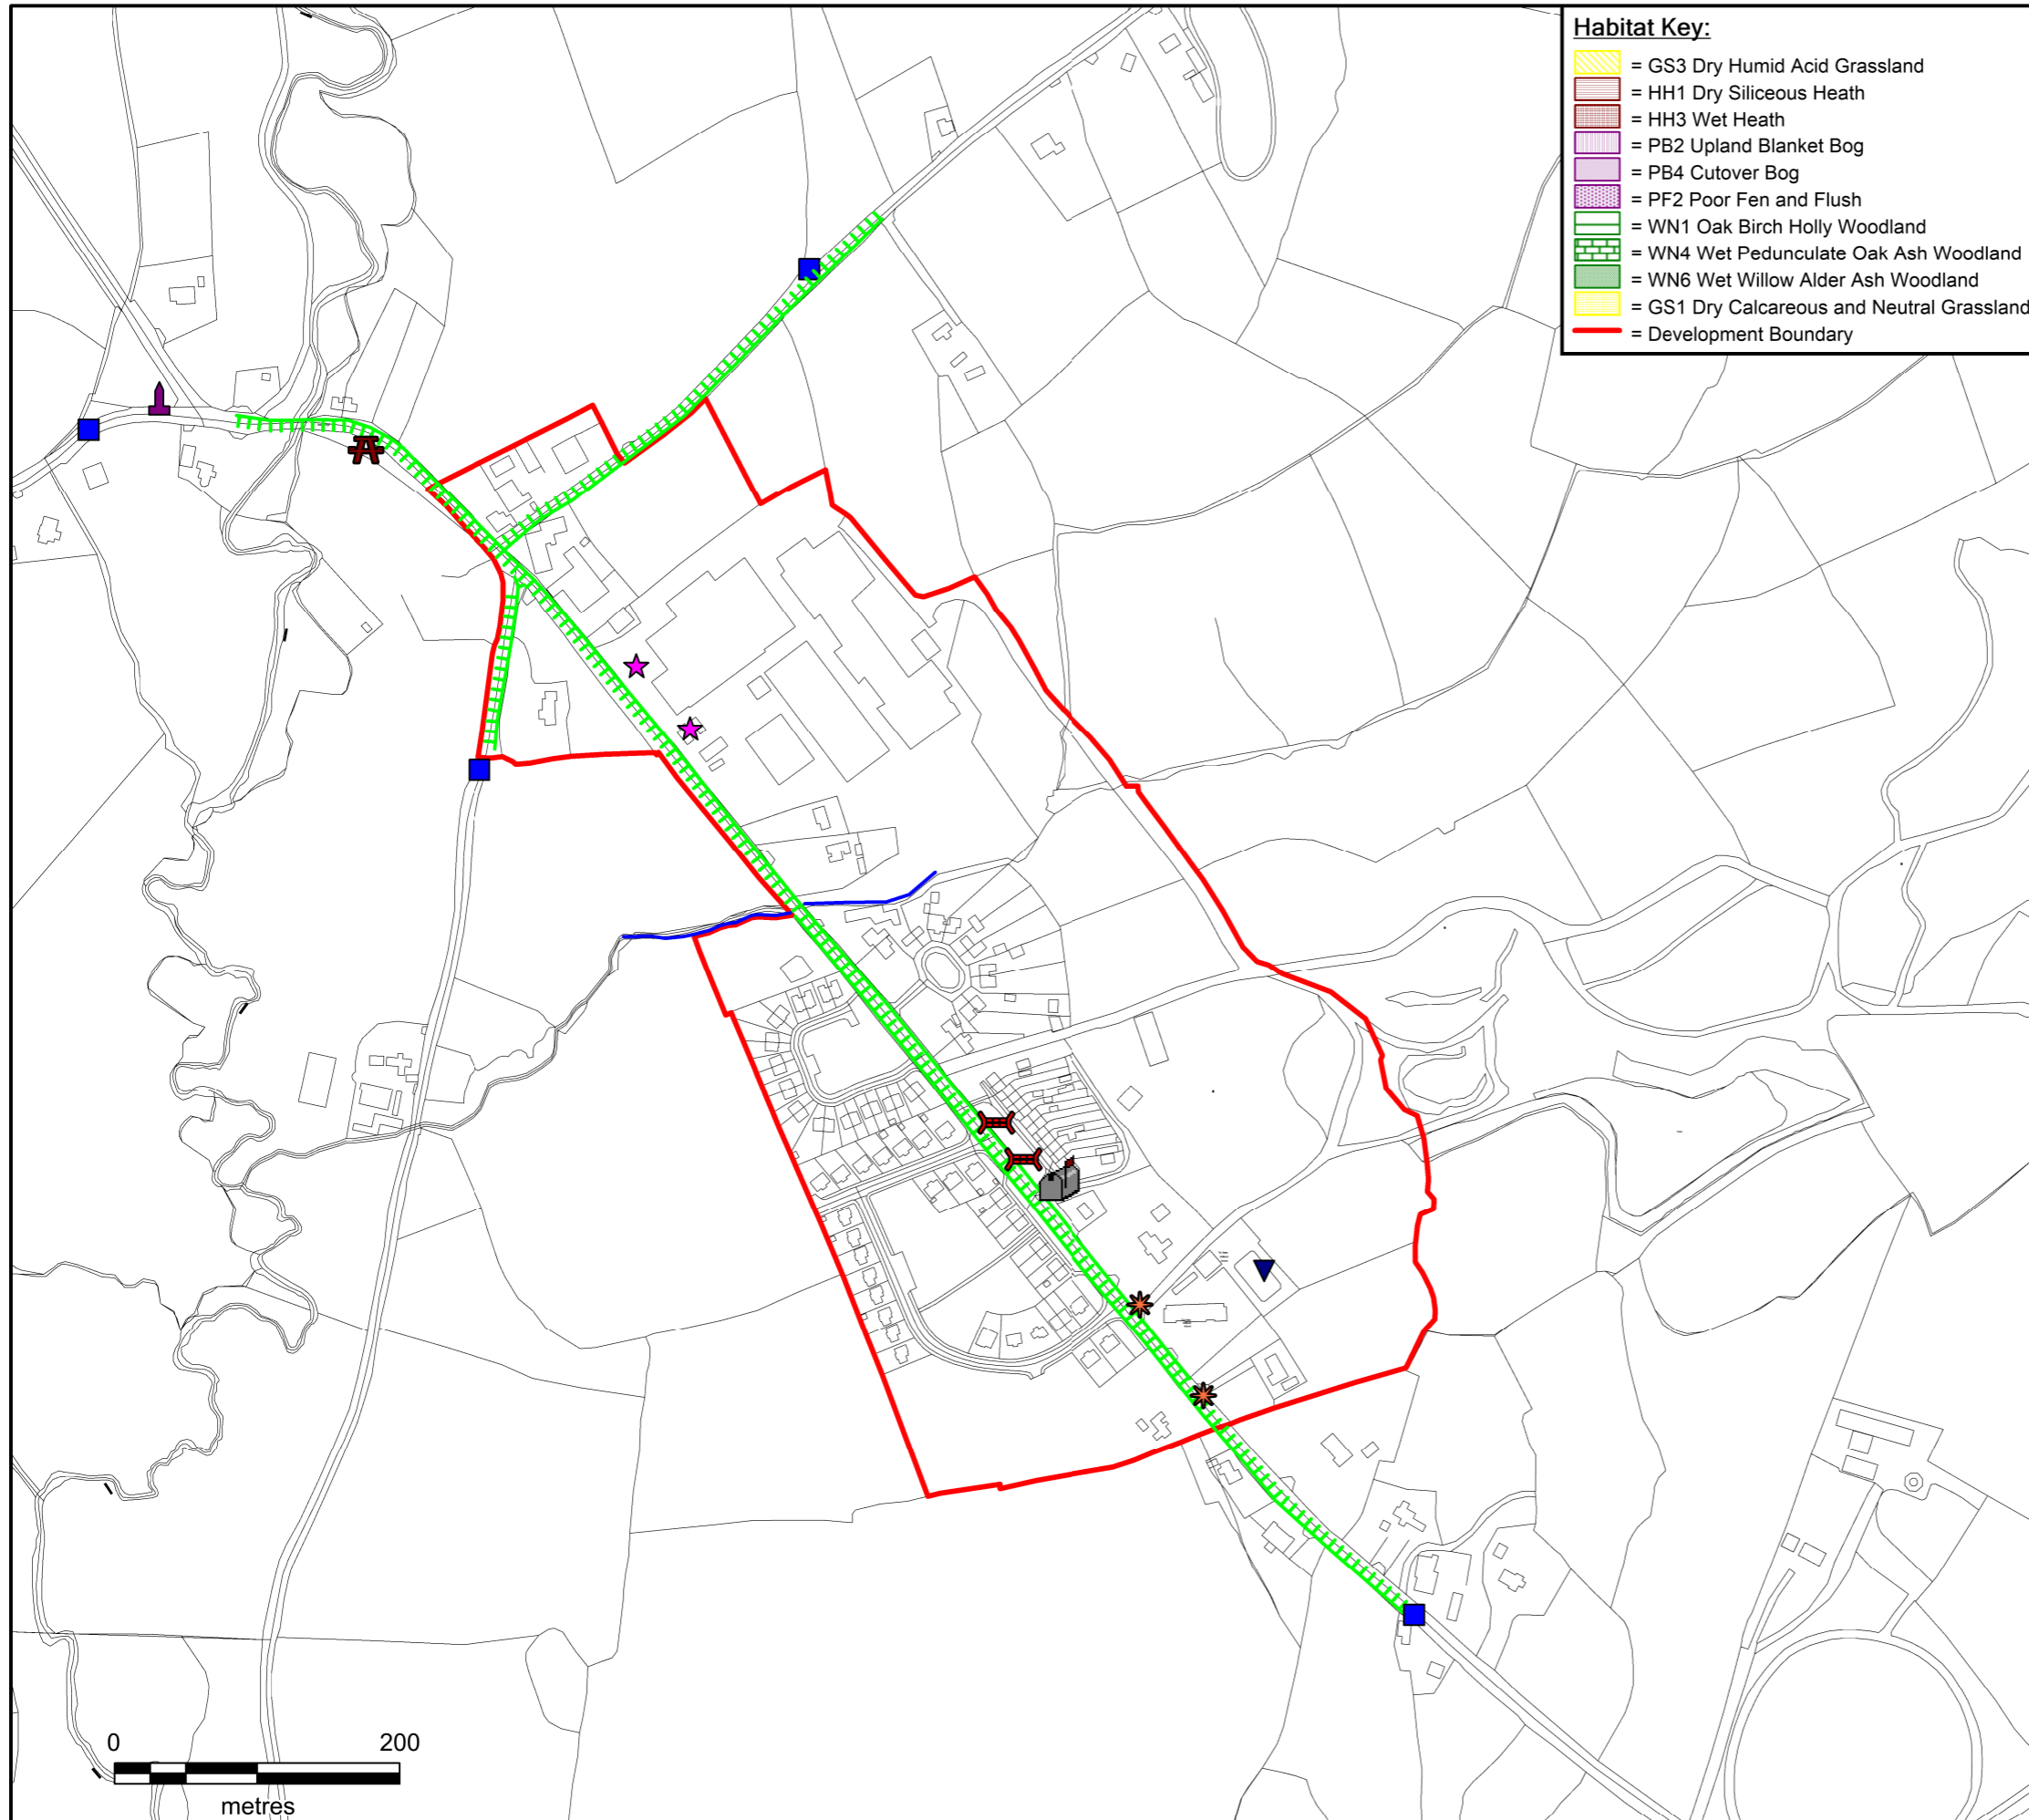 Habitat Key:
= GS3 Dry Humid Acid Grassland
= HH1 Dry Siliceous Heath
= HH3 Wet Heath
= PB2 Upland Blanket Bog
= PB4 Cutover Bog
= PF2 Poor Fen and Flush
= WN1 Oak Birch Holly Woodland
= WN4 Wet Pedunculate Oak Ash Woodland
= WN6 Wet Willow Alder Ash Woodland
= GS1 Dry Calcareous and Neutral Grassland
= Development Boundary
0 200
metres